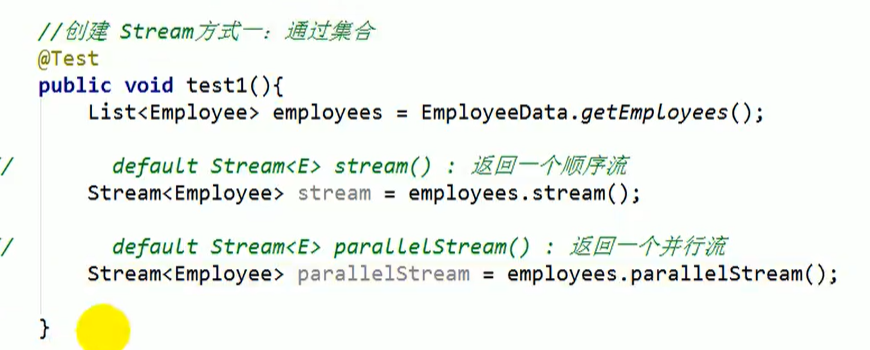 //创建 Stream方式一：通过集合
@Test
public void test1(){
List<Employee> employees = EmployeeData.getEmployees();
/ default Stream<E> stream() : 返回一个顺序流
Stream<Employee> stream = employees.stream();
/ default Stream<E> parallelStream() : 返回一个并行流
Stream<Employee> parallelStream = employees.parallelStream();
}